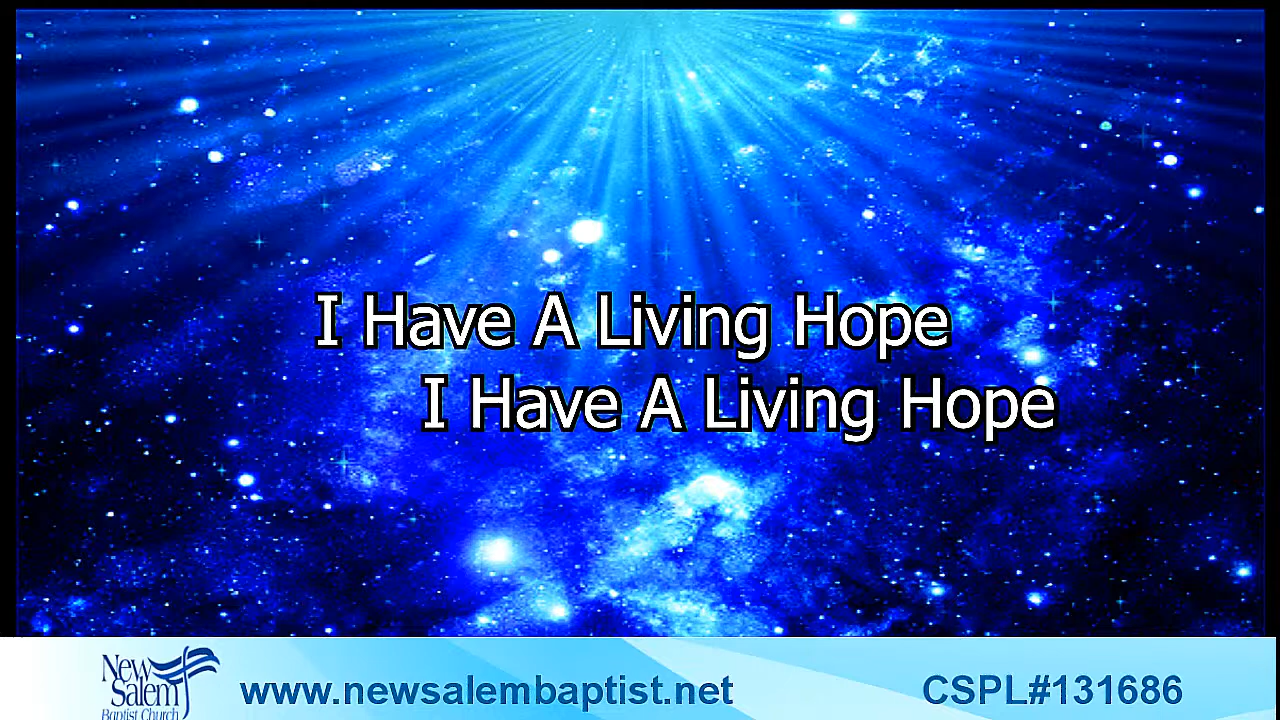 I Have A Living Hope
I Have A Living Hope
New
Salem
Baptist Church
www.newsalembaptist.net
CSPL#131686